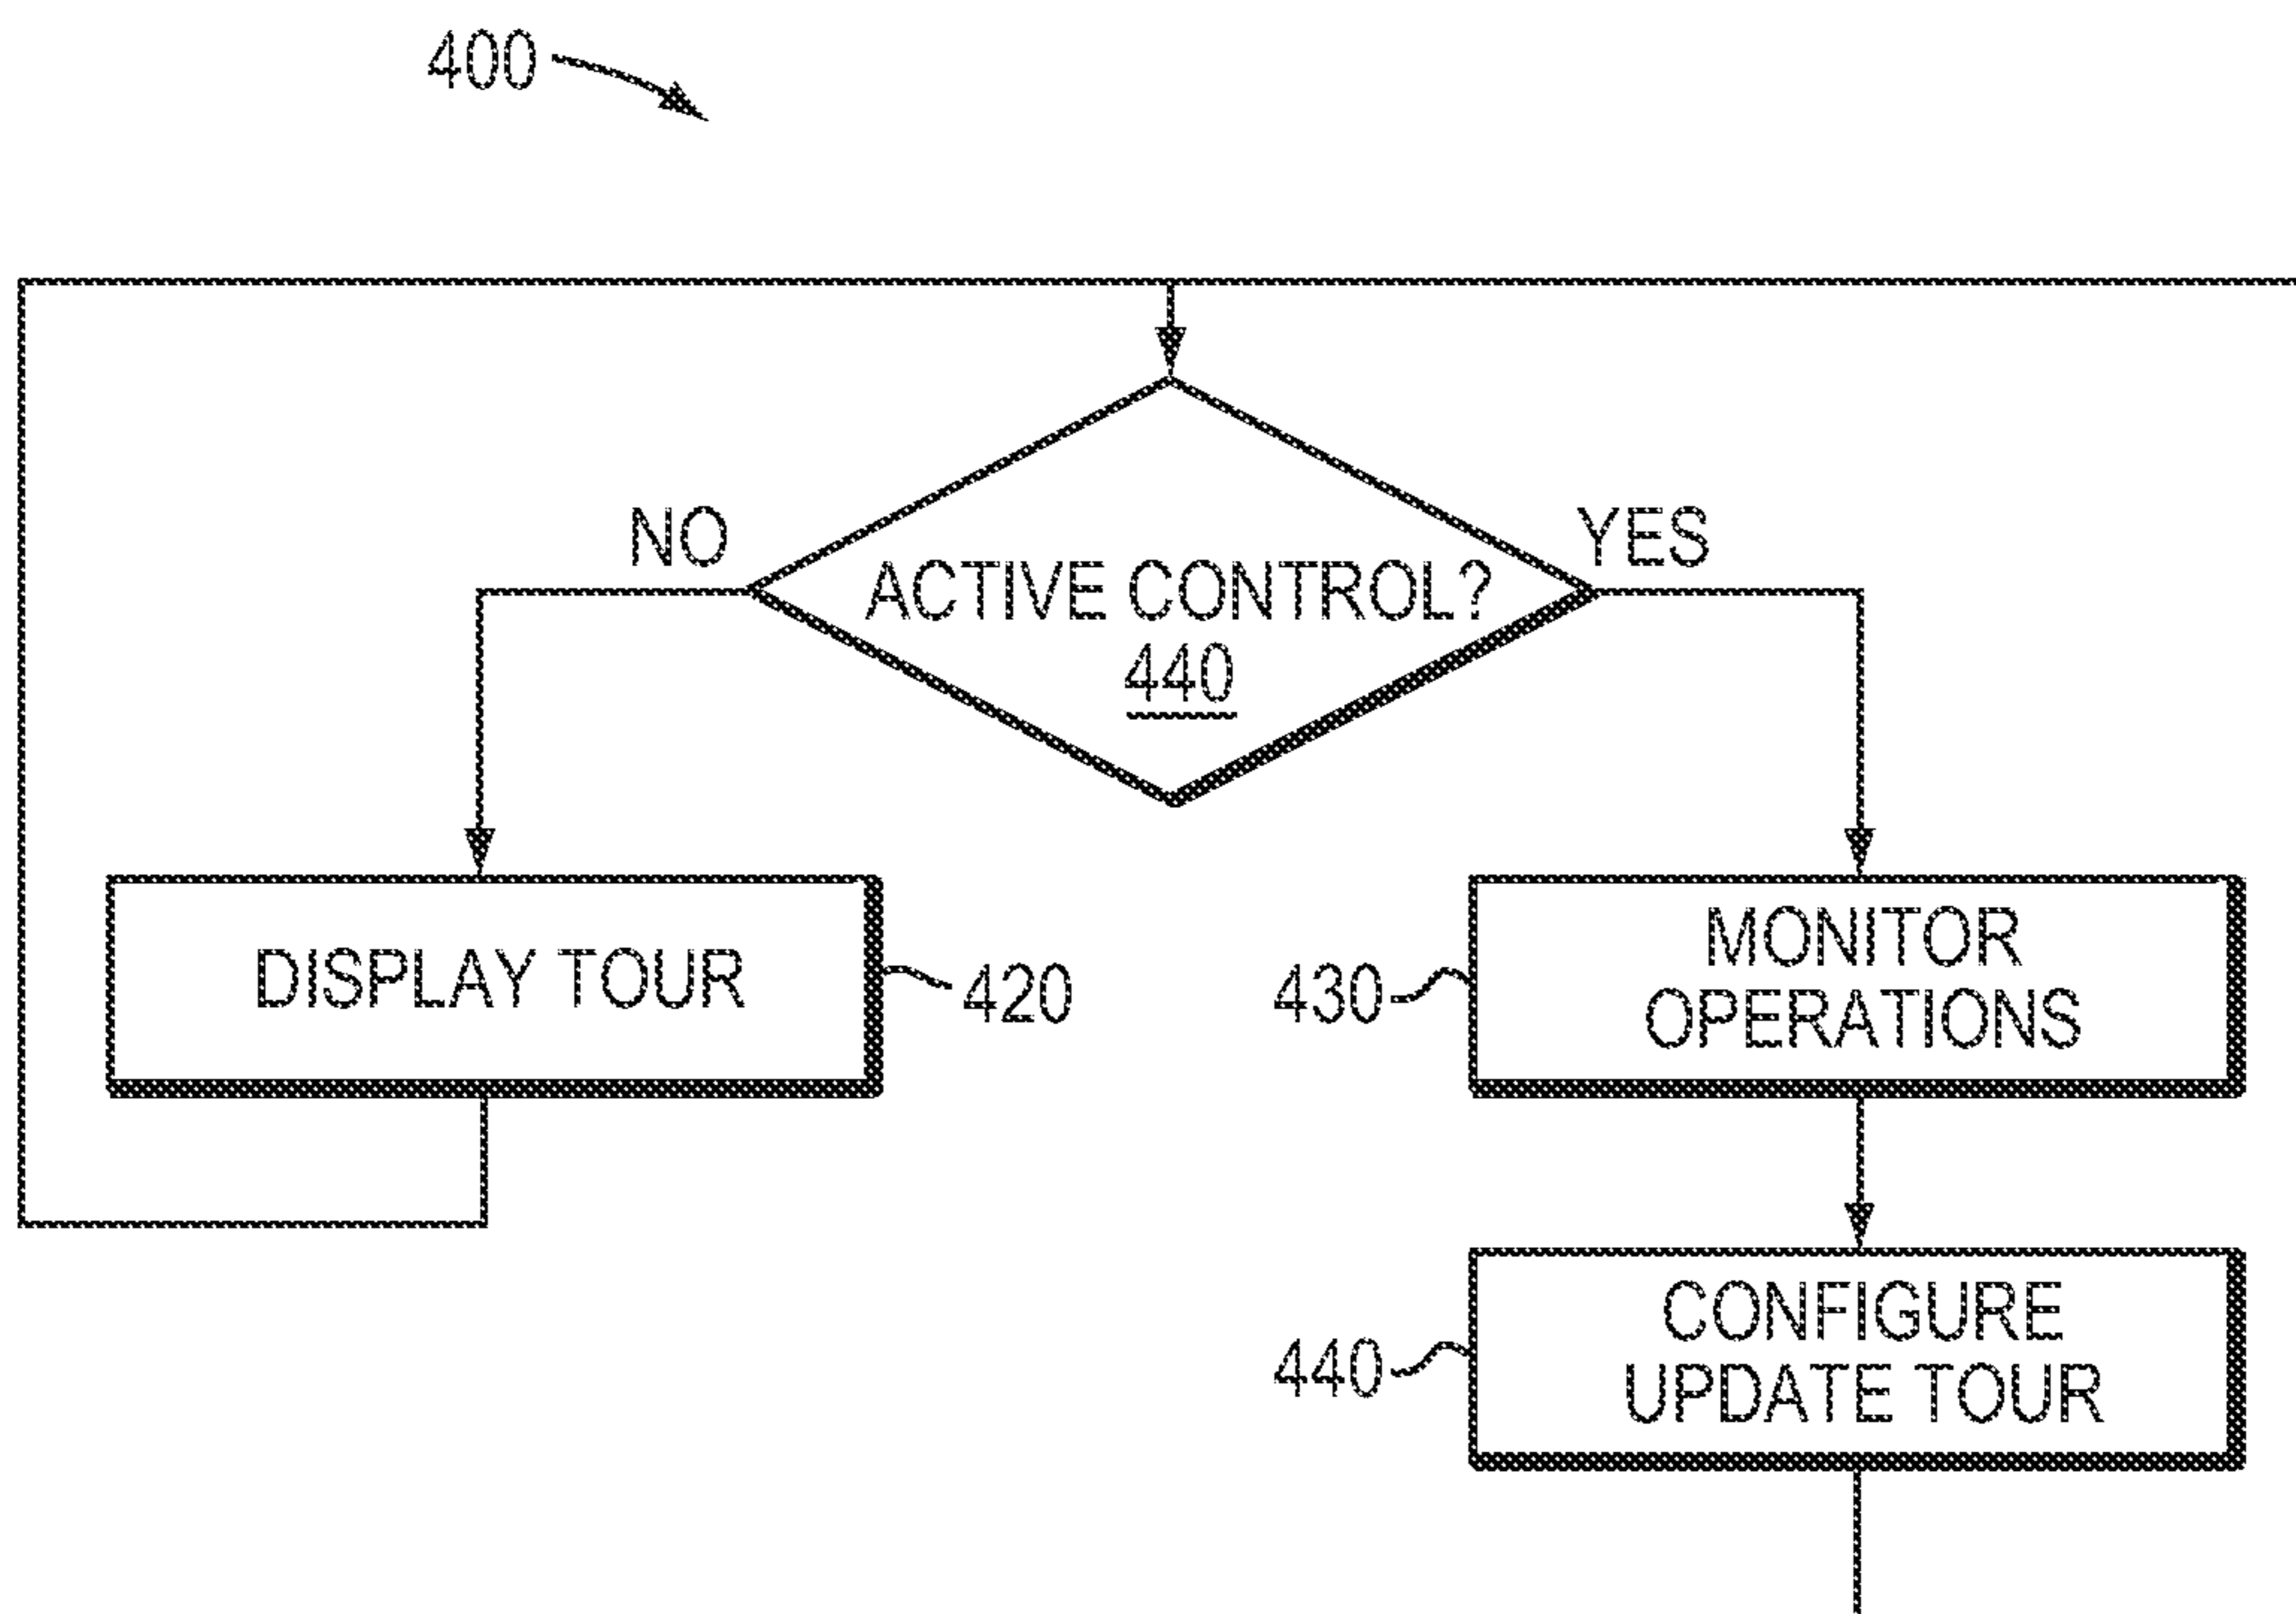 400
NO
YES
ACTIVE CONTROL?
440
DISPLAY TOUR
420
430
MONITOR
OPERATIONS
440
CONFIGURE
UPDATE TOUR